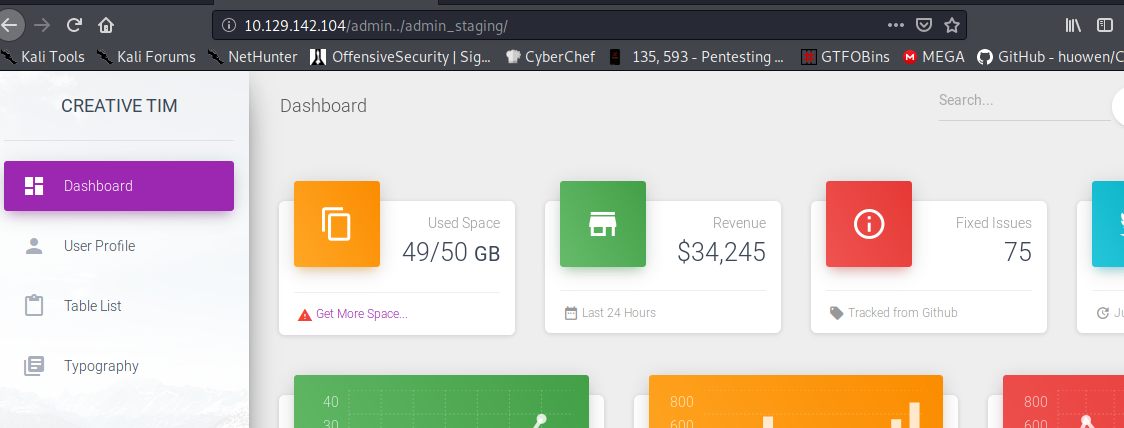 10.129.142.104/admin../admin_staging/
Kali Tools Kali Forums NetHunter OffensiveSecurity | Sig... CyberChef 135, 593 - Pentesting ... GTFOBins MEGA GitHub - huowen/C
CREATIVE TIM
Dashboard
Search...
Dashboard
User Profile
Table List
Typography
Used Space
49/50 GB
Get More Space...
Revenue
$34,245
Last 24 Hours
Fixed Issues
75
Tracked from Github
40
30
800
600
800
600